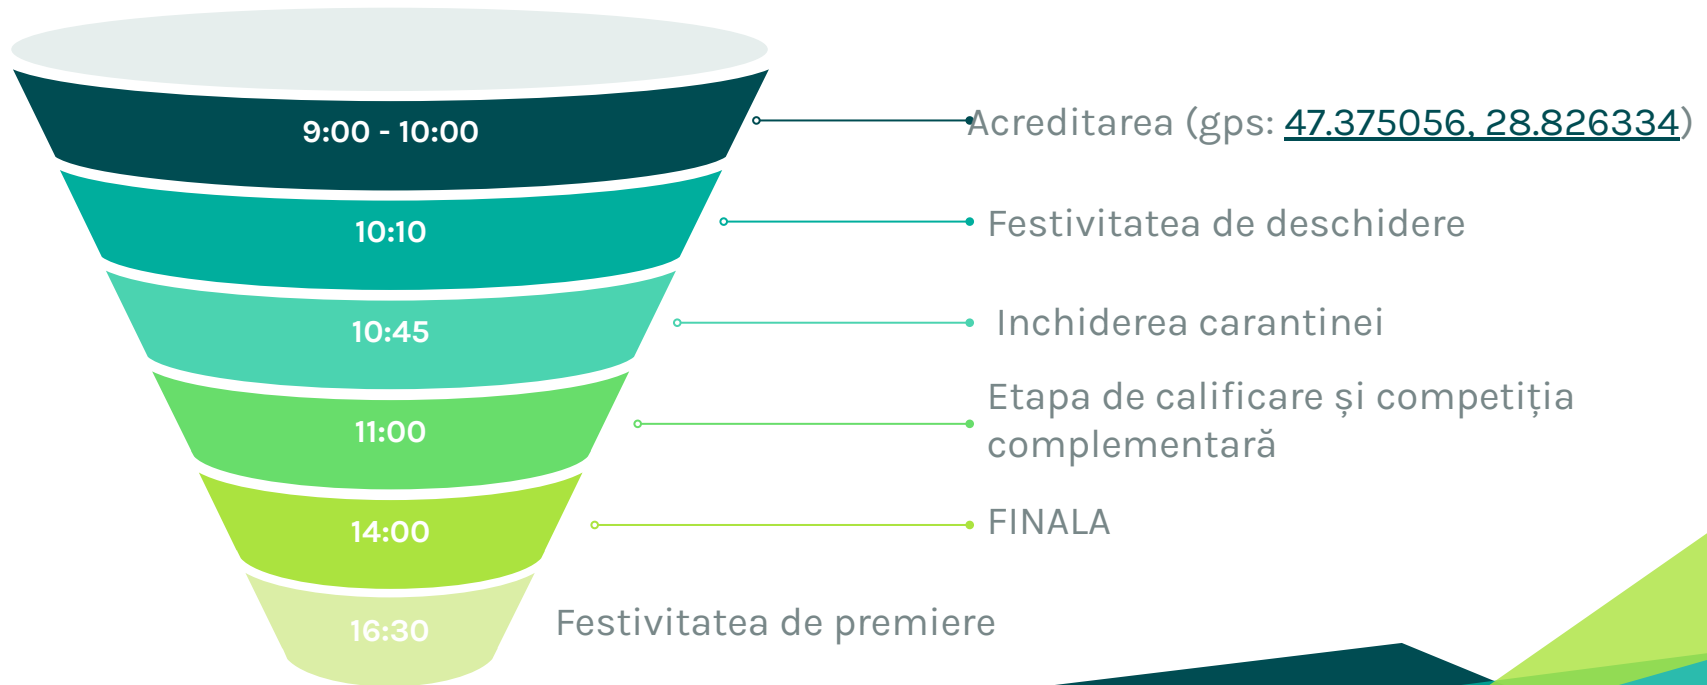 9:00 - 10:00
Acreditarea (gps: 47.375056, 28.826334)
10:10
Festivitatea de deschidere
10:45
Inchiderea carantinei
11:00
Etapa de calificare și competiția
complementară
14:00
FINALA
16:30
Festivitatea de premiere